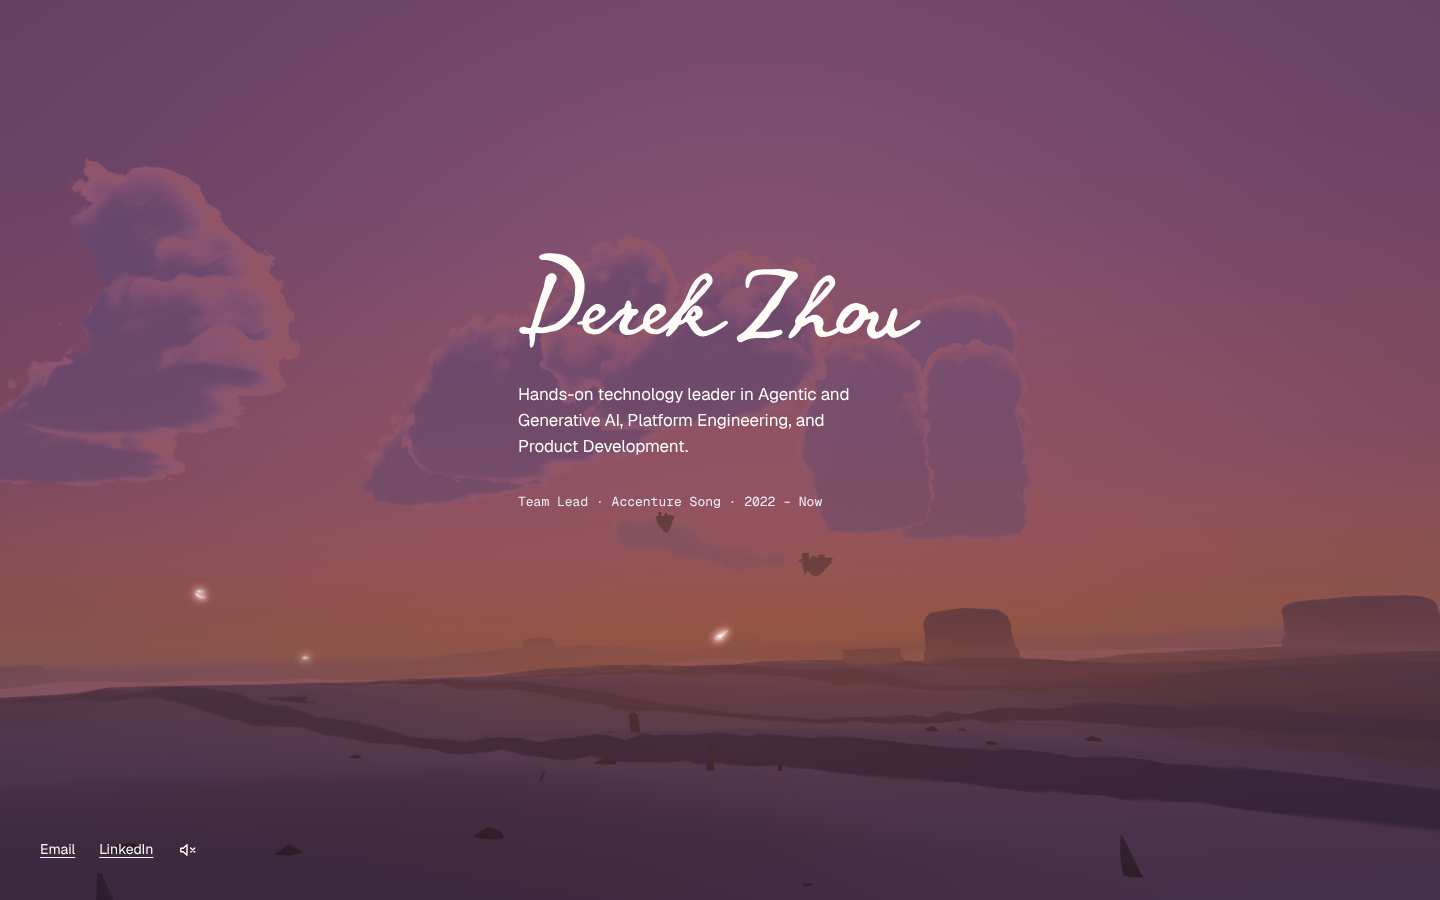 Derek Zhou
Hands-on technology leader in Agentic and
Generative AI, Platform Engineering, and
Product Development.
Team Lead · Accenture Song · 2022 – Now
Email LinkedIn